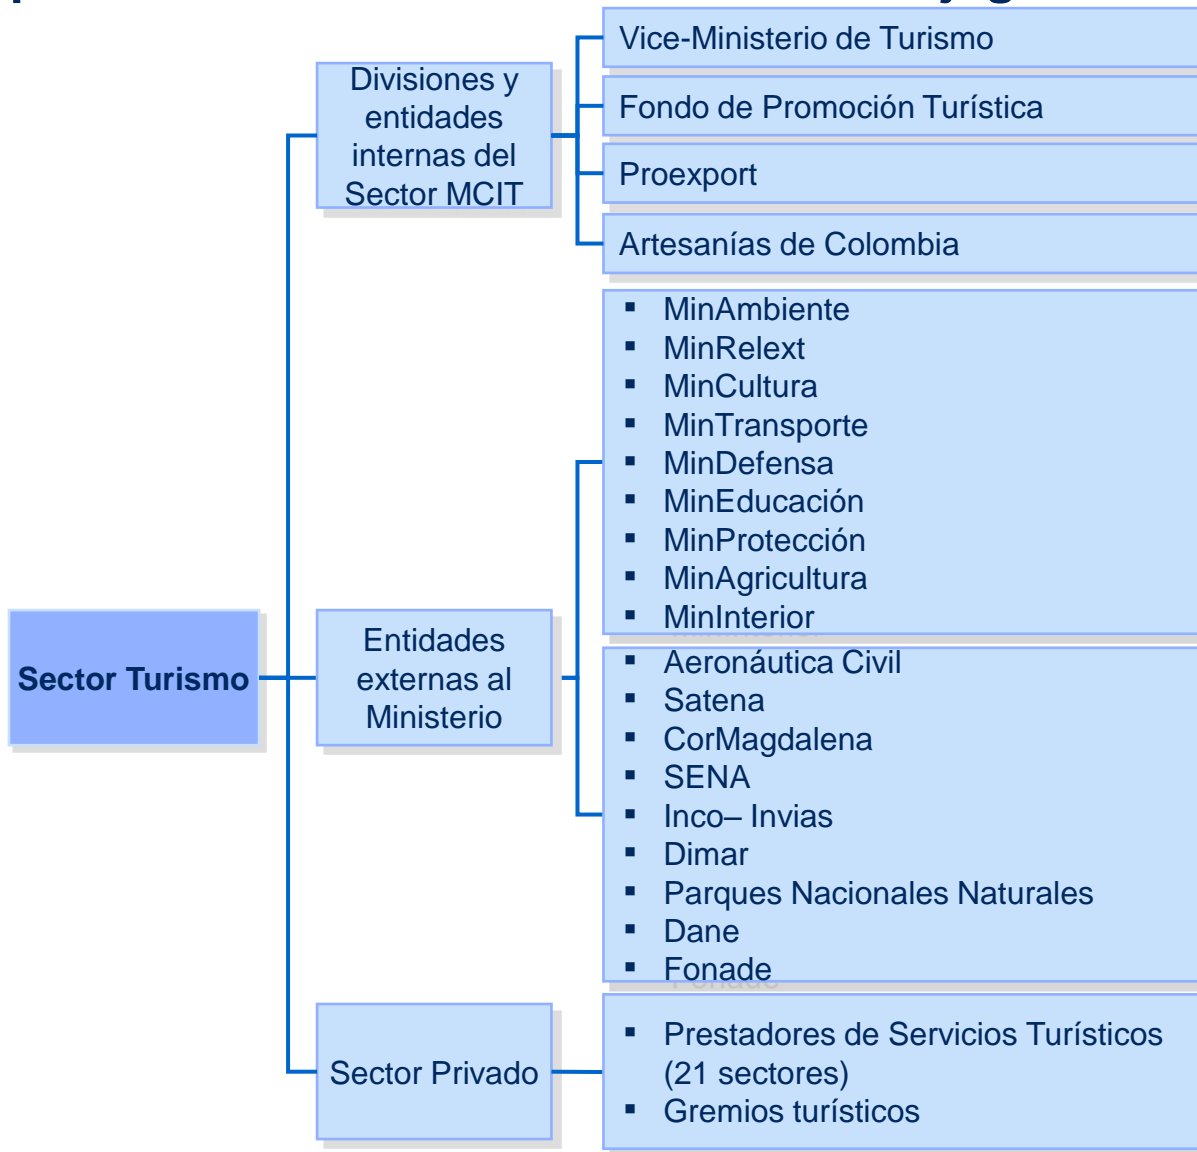 Vice-Ministerio de Turismo
Divisiones y
entidades
internas del
Sector MCIT
Fondo de Promoción Turística
Proexport
Artesanías de Colombia
▪ MinAmbiente
▪ MinRelext
▪ MinCultura
▪ MinTransporte
▪ MinDefensa
▪ MinEducación
▪ MinProtección
▪ MinAgricultura
▪ MinInterior
Sector Turismo
Entidades
externas al
Ministerio
▪ Aeronáutica Civil
▪ Satena
▪ CorMagdalena
▪ SENA
▪ Inco– Invias
▪ Dimar
▪ Parques Nacionales Naturales
▪ Dane
▪ Fonade
Sector Privado
▪ Prestadores de Servicios Turísticos
(21 sectores)
▪ Gremios turísticos